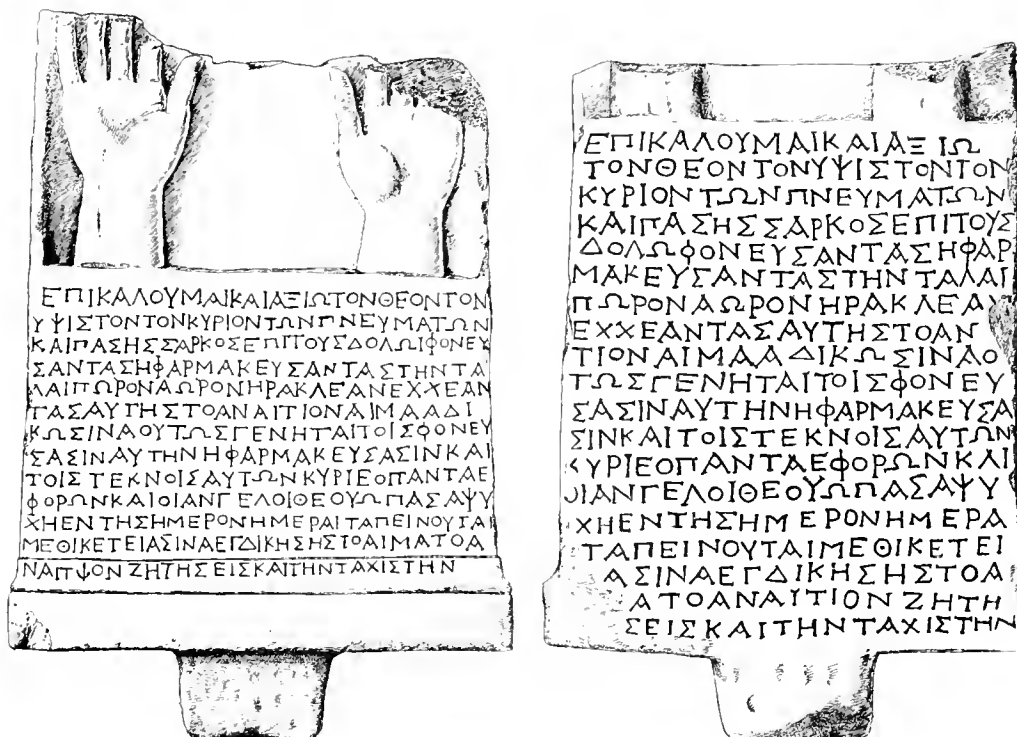 ΕΠΙΚΑΛΟΥΜΑΙΚΑΙΑΞΙΩΤΟΝΘΕΟΝΤΟΝ
ΥΨΙΣΤΟΝΤΟΝΚΥΡΙΟΝΤΩΝΠΝΕΥΜΑΤΩΝ
ΚΑΙΠΑΣΗΣΣΑΡΚΟΣΕΠΙΤΟΥΣΔΟΛΩΙΦΟΝΕΥ
ΣΑΝΤΑΣΗΦΑΡΜΑΚΕΥΣΑΝΤΑΣΤΗΝΤΑ
ΛΑΙΠΩΡΟΝΑΩΡΟΝΗΡΑΚΛΕΑΝΕΧΧΕΑΝ
ΤΑΣΑΥΤΗΣΤΟΑΝΑΙΤΙΟΝΑΙΜΑΑΔΙ
ΚΩΣΙΝΑΟΥΤΩΣΓΕΝΗΤΑΙΤΟΙΣΦΟΝΕΥ
ΣΑΣΙΝΑΥΤΗΝΗΦΑΡΜΑΚΕΥΣΑΣΙΝΚΑΙ
ΤΟΙΣΤΕΚΝΟΙΣΑΥΤΩΝΚΥΡΙΕΟΠΑΝΤΑΕ
ΦΟΡΩΝΚΑΙΟΙΑΝΓΕΛΟΙΘΕΟΥΩΠΑΣΑΨΥ
ΧΗΕΝΤΗΣΗΜΕΡΟΝΗΜΕΡΑΙΤΑΠΕΙΝΟΥΤΑΙ
ΜΕΘΙΚΕΤΕΙΑΣΙΝΑΕΓΔΙΚΗΣΗΣΤΟΑΙΜΑΤΟΑ
ΝΑΙΤΙΟΝΖΗΤΗΣΕΙΣΚΑΙΤΗΝΤΑΧΙΣΤΗΝ
ΕΠΙΚΑΛΟΥΜΑΙΚΑΙΑΞΙΩ
ΤΟΝΘΕΟΝΤΟΝΥΨΙΣΤΟΝΤΟΝ
ΚΥΡΙΟΝΤΩΝΠΝΕΥΜΑΤΩΝ
ΚΑΙΠΑΣΗΣΣΑΡΚΟΣΕΠΙΤΟΥΣ
ΔΟΛΩΦΟΝΕΥΣΑΝΤΑΣΗΦΑΡ
ΜΑΚΕΥΣΑΝΤΑΣΤΗΝΤΑΛΑΙ
ΠΩΡΟΝΑΩΡΟΝΗΡΑΚΛΕΑΝ
ΕΧΧΕΑΝΤΑΣΑΥΤΗΣΤΟΑΝ
ΤΙΟΝΑΙΜΑΑΔΙΚΩΣΙΝΑΟ
ΤΩΣΓΕΝΗΤΑΙΤΟΙΣΦΟΝΕΥ
ΣΑΣΙΝΑΥΤΗΝΗΦΑΡΜΑΚΕΥΣΑ
ΣΙΝΚΑΙΤΟΙΣΤΕΚΝΟΙΣΑΥΤΩΝ
ΚΥΡΙΕΟΠΑΝΤΑΕΦΟΡΩΝΚΑΙ
ΟΙΑΝΓΕΛΟΙΘΕΟΥΩΠΑΣΑΨΥ
ΧΗΕΝΤΗΣΗΜΕΡΟΝΗΜΕΡΑ
ΤΑΠΕΙΝΟΥΤΑΙΜΕΘΙΚΕΤΕΙ
ΑΣΙΝΑΕΓΔΙΚΗΣΗΣΤΟΑ
ΑΤΟΑΝΑΙΤΙΟΝΖΗΤΗ
ΣΕΙΣΚΑΙΤΗΝΤΑΧΙΣΤΗΝ